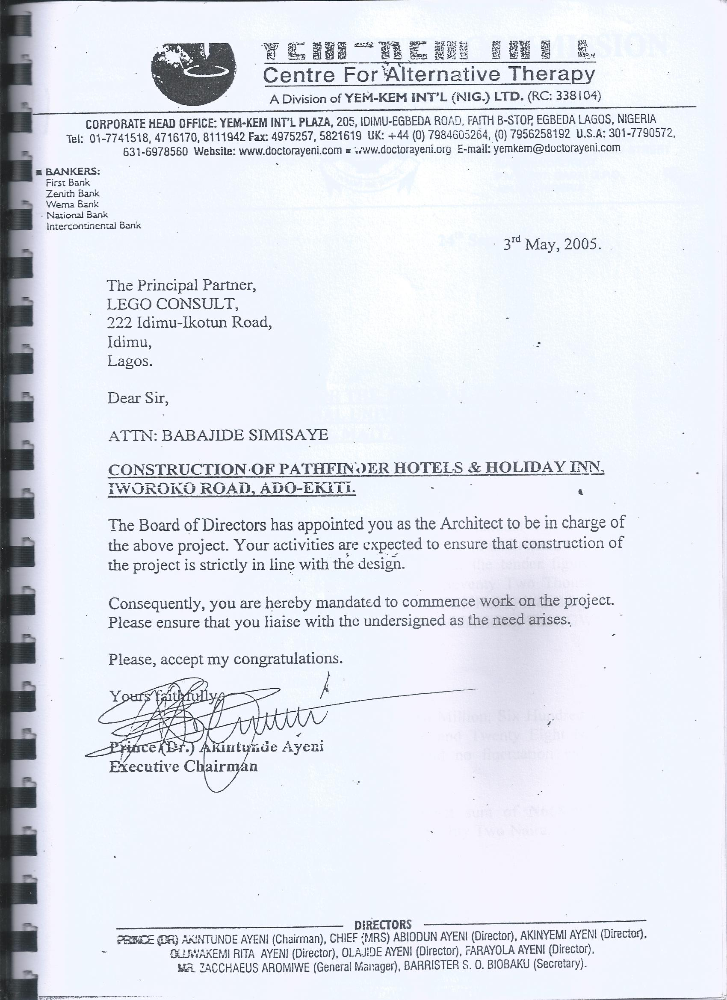 YEM-KEM INT'L
Centre For Alternative Therapy
A Division of YEM-KEM INT'L (NIG.) LTD. (RC: 338104)
CORPORATE HEAD OFFICE: YEM-KEM INT'L PLAZA, 205, IDIMU-EGBEDA ROAD, FAITH B-STOP, EGBEDA LAGOS, NIGERIA
Tel: 01-7741518, 4716170, 8111942 Fax: 4975257, 5821619 UK: +44 (0) 7984605264, (0) 7956258192 U.S.A: 301-7790572,
631-6978560 Website: www.doctorayeni.com ▪ www.doctorayeni.org E-mail: yemkem@doctorayeni.com
▪ BANKERS:
First Bank
Zenith Bank
Wema Bank
National Bank
Intercontinental Bank
3rd May, 2005.
The Principal Partner,
LEGO CONSULT,
222 Idimu-Ikotun Road,
Idimu,
Lagos.
Dear Sir,
ATTN: BABAJIDE SIMISAYE
CONSTRUCTION OF PATHFINDER HOTELS & HOLIDAY INN,
IWOROKO ROAD, ADO-EKITI.
The Board of Directors has appointed you as the Architect to be in charge of
the above project. Your activities are expected to ensure that construction of
the project is strictly in line with the design.
Consequently, you are hereby mandated to commence work on the project.
Please ensure that you liaise with the undersigned as the need arises.
Please, accept my congratulations.
Yours faithfully,
Prince (Dr.) Akintunde Ayeni
Executive Chairman
DIRECTORS
PRINCE (DR) AKINTUNDE AYENI (Chairman), CHIEF (MRS) ABIODUN AYENI (Director), AKINYEMI AYENI (Director),
OLUWAKEMI RITA AYENI (Director), OLAJIDE AYENI (Director), FARAYOLA AYENI (Director),
MR. ZACCHAEUS AROMIWE (General Manager), BARRISTER S. O. BIOBAKU (Secretary).